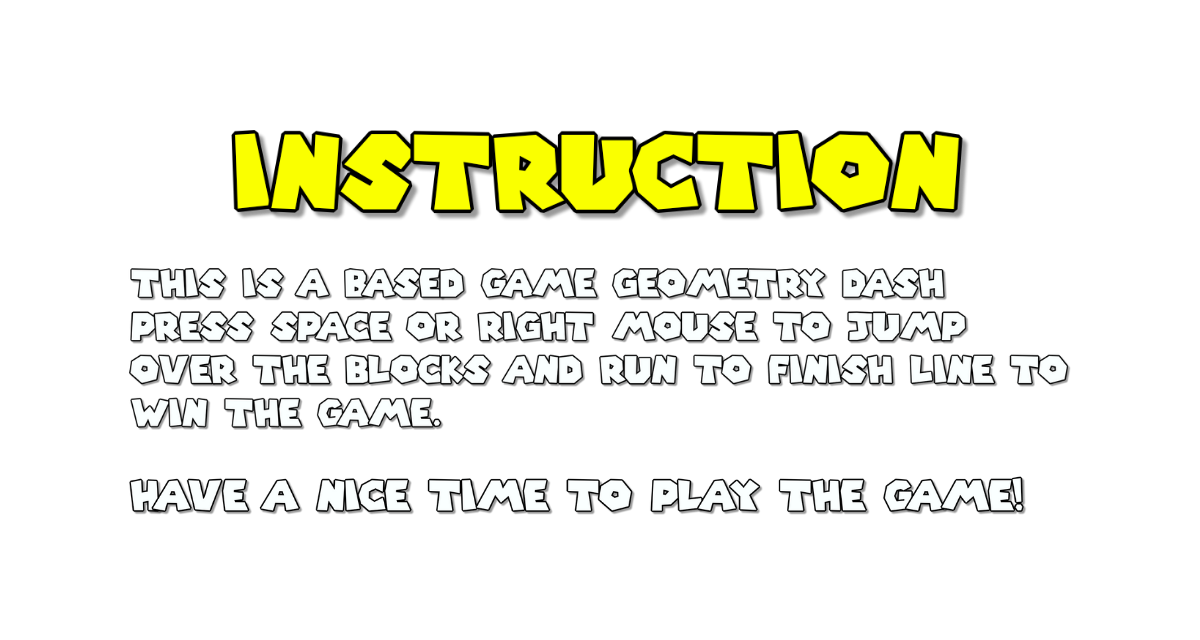 INSTRUCTION
THIS IS A BASED GAME GEOMETRY DASH
PRESS SPACE OR RIGHT MOUSE TO JUMP
OVER THE BLOCKS AND RUN TO FINISH LINE TO
WIN THE GAME.
HAVE A NICE TIME TO PLAY THE GAME!